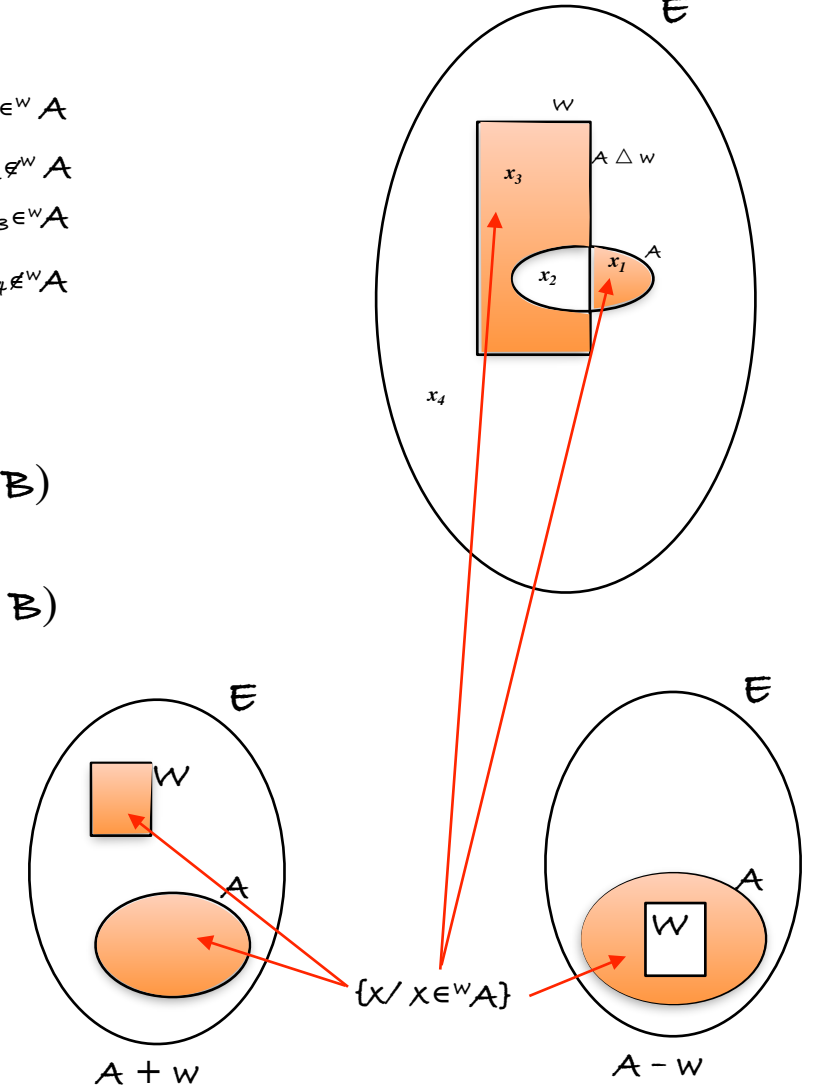 E
w
∈ʷ A
∉ʷ A
₃∈ʷA
₄∉ʷA
A △ w
x₃
A
x₁
x₂
x₄
B)
B)
E
E
W
A
A
W
{x/ x∈ʷA}
A + w
A - w